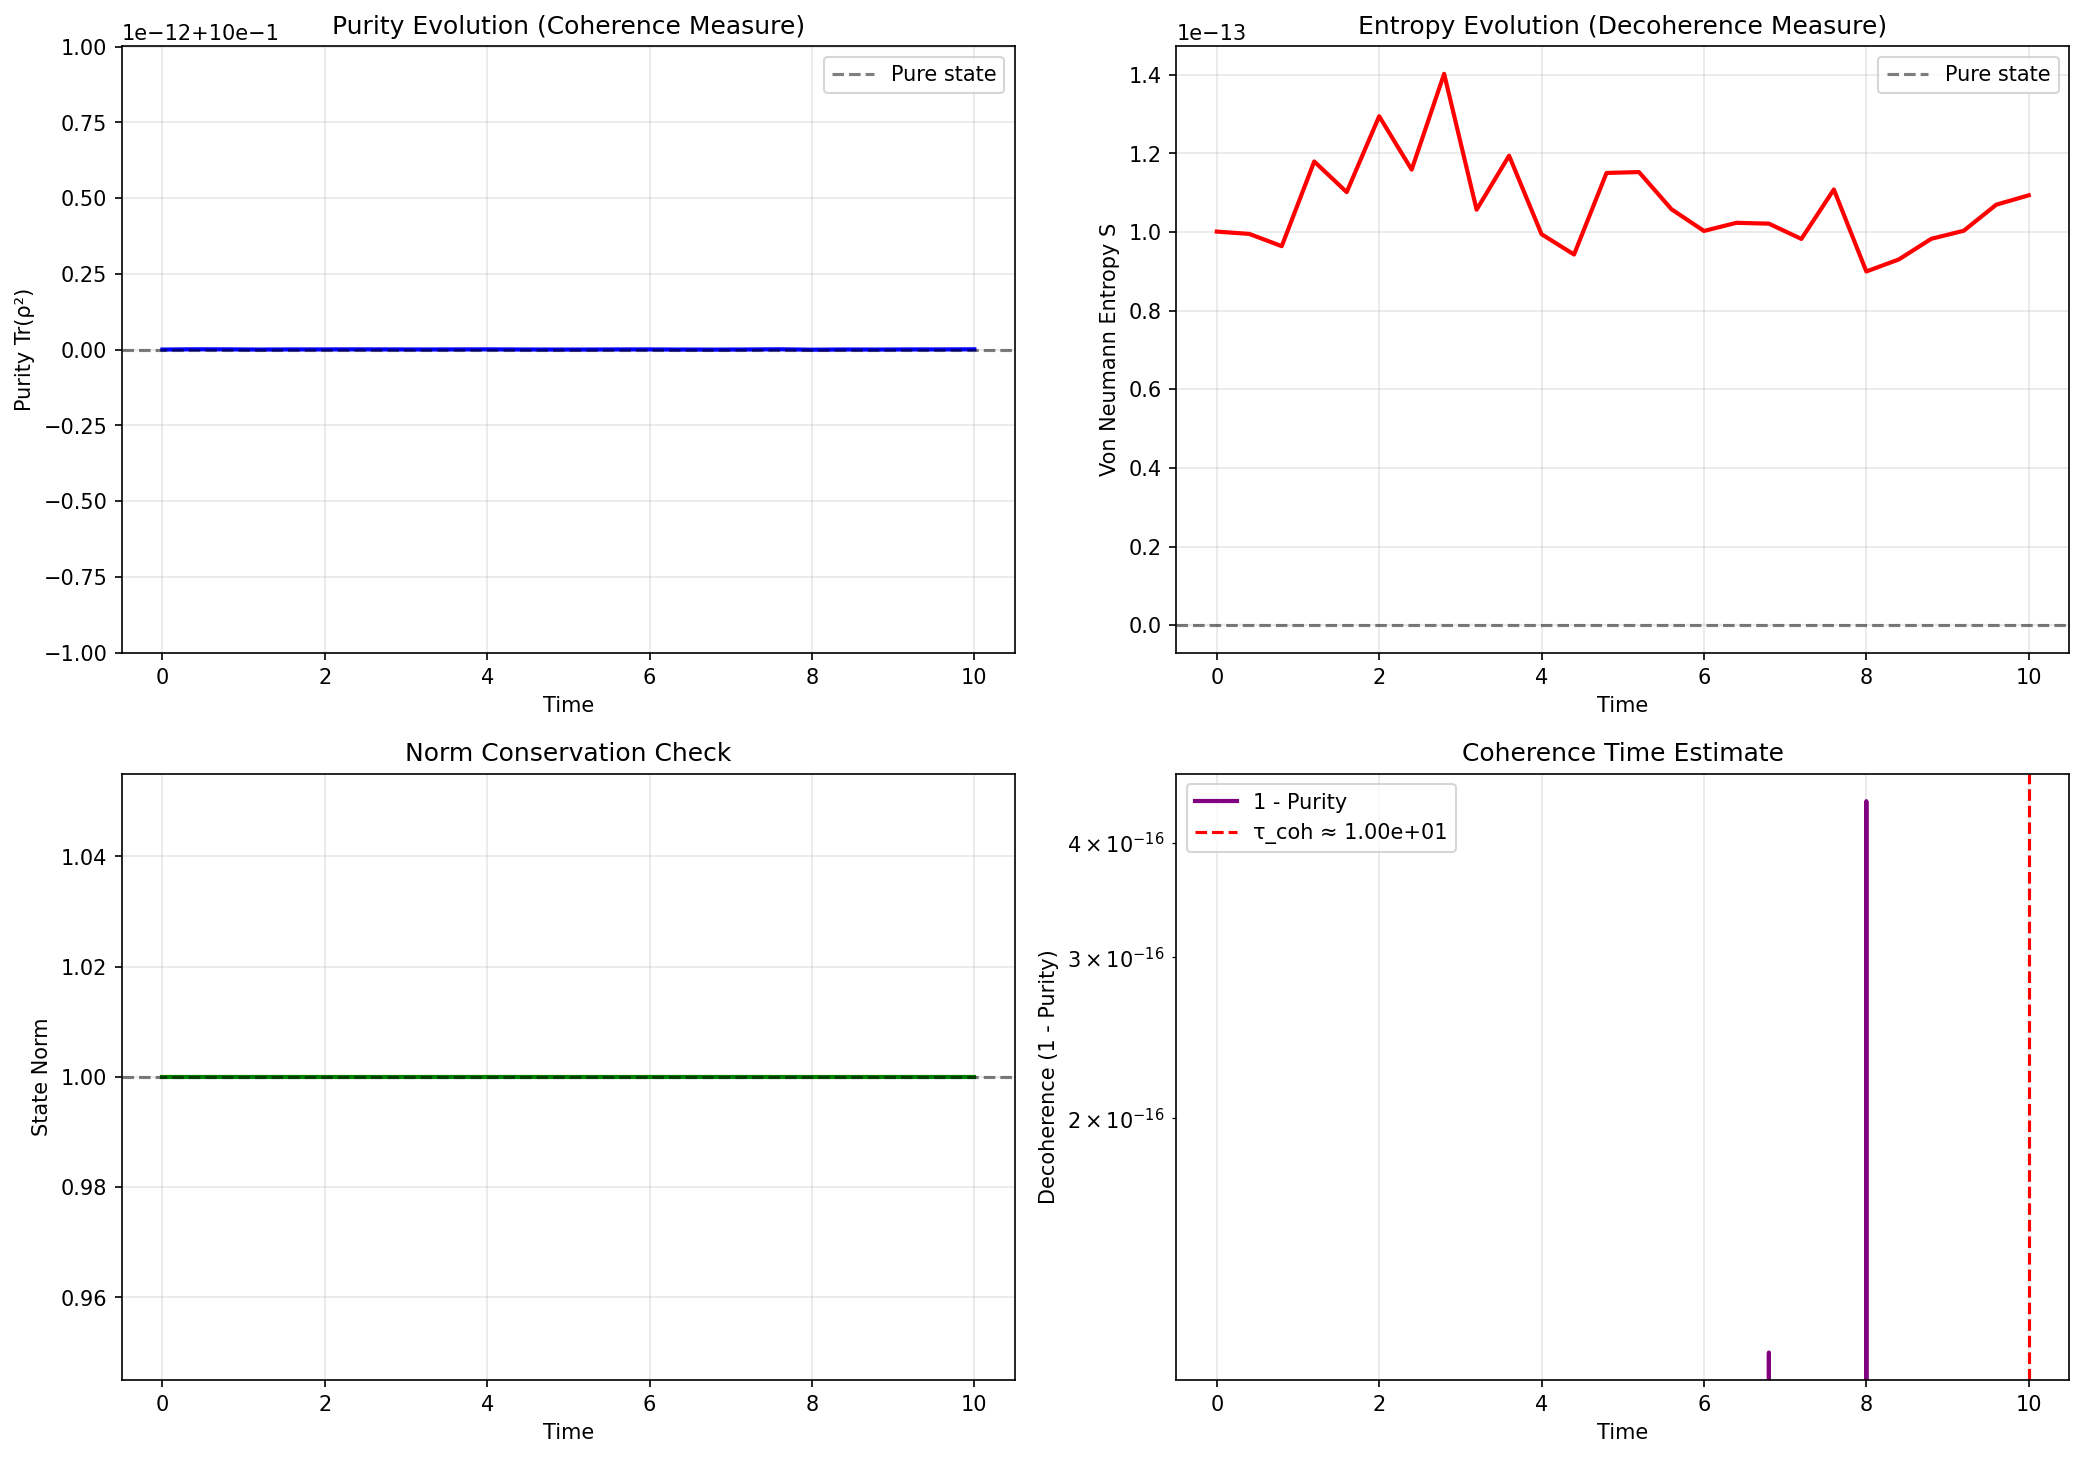 Purity Evolution (Coherence Measure)
1e−12+10e−1
Pure state
1.00
0.75
0.50
0.25
0.00
−0.25
−0.50
−0.75
−1.00
Purity Tr(ρ²)
0 2 4 6 8 10
Time
Entropy Evolution (Decoherence Measure)
1e−13
Pure state
1.4
1.2
1.0
0.8
0.6
0.4
0.2
0.0
Von Neumann Entropy S
0 2 4 6 8 10
Time
Norm Conservation Check
1.04
1.02
1.00
0.98
0.96
State Norm
0 2 4 6 8 10
Time
Coherence Time Estimate
1 - Purity
τ_coh ≈ 1.00e+01
4 × 10⁻¹⁶
3 × 10⁻¹⁶
2 × 10⁻¹⁶
Decoherence (1 - Purity)
0 2 4 6 8 10
Time